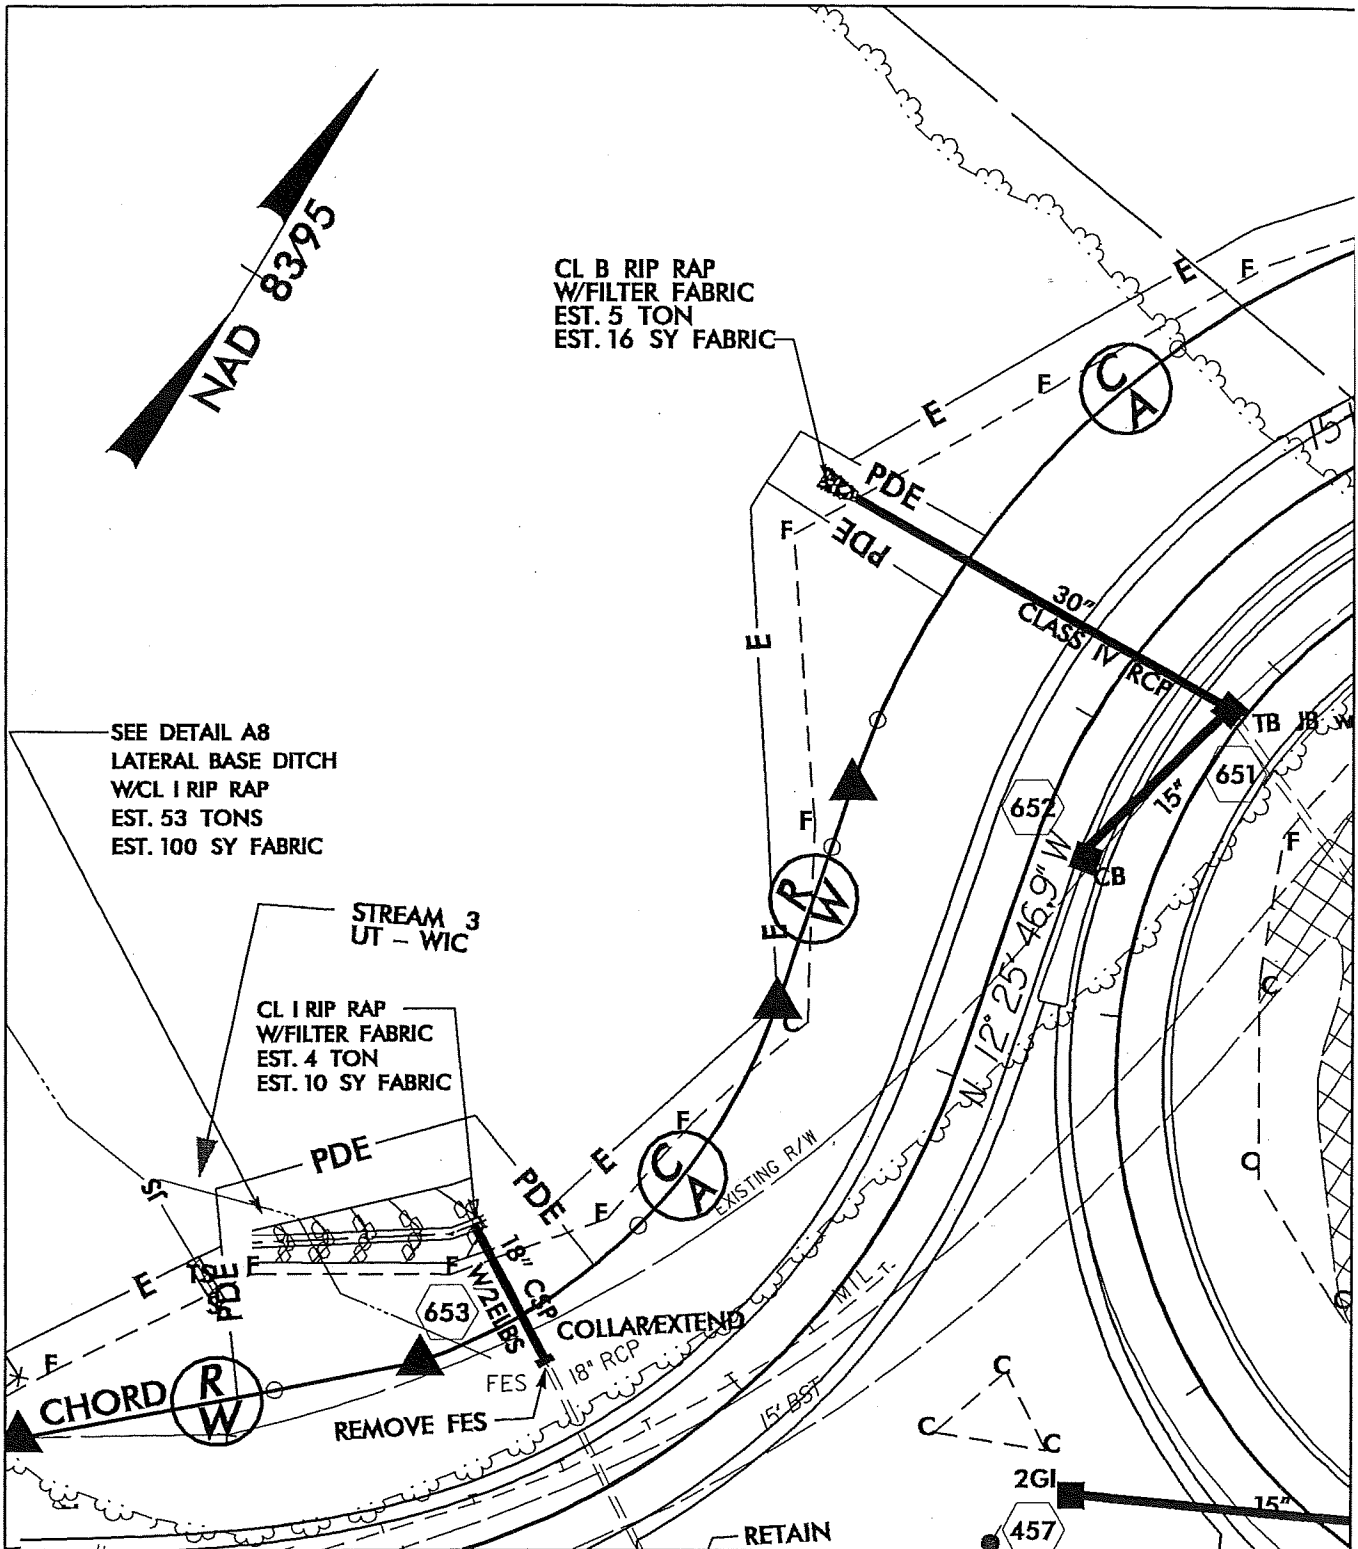 NAD 83/95
CL B RIP RAP
W/FILTER FABRIC
EST. 5 TON
EST. 16 SY FABRIC
E
F
C
A
F
E
15
PDE
PDE
F
30"
CLASS IV RCP
E
TB JB W
651
15"
652
CB
F
SEE DETAIL A8
LATERAL BASE DITCH
W/CL I RIP RAP
EST. 53 TONS
EST. 100 SY FABRIC
F
R
W
E
N 12° 25' 46.9" W
STREAM 3
UT - WIC
C
C
CL I RIP RAP
W/FILTER FABRIC
EST. 4 TON
EST. 10 SY FABRIC
F
E
C
A
PDE
PDE
EXISTING R/W
C
F
18" CSP
W/2ELBS
E
F
F
PDE
653
MIL T.
C
COLLAR/EXTEND
18" RCP
FES
F
CHORD
R
W
REMOVE FES
15' BST
C
C
C
2GI
15"
457
RETAIN